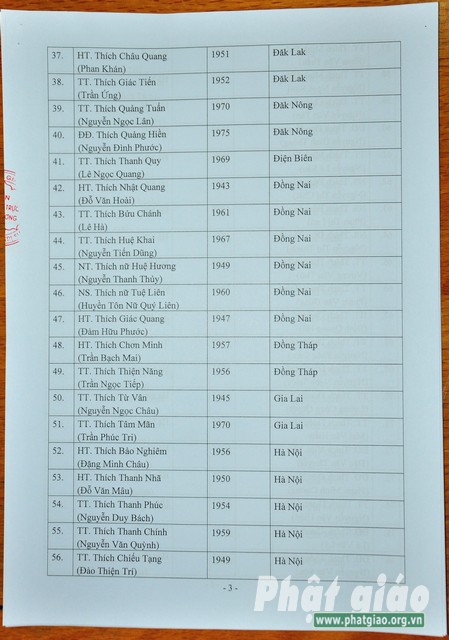 37. HT. Thích Châu Quang 1951 Đăk Lak
(Phan Khán)
38. TT. Thích Giác Tiến 1952 Đăk Lak
(Trần Ứng)
39. TT. Thích Quảng Tuấn 1970 Đăk Nông
(Nguyễn Ngọc Lân)
40. ĐĐ. Thích Quảng Hiền 1975 Đăk Nông
(Nguyễn Đình Phước)
41. TT. Thích Thanh Quy 1969 Điện Biên
(Lê Ngọc Quang)
42. HT. Thích Nhật Quang 1943 Đồng Nai
(Đỗ Văn Hoài)
43. TT. Thích Bửu Chánh 1961 Đồng Nai
(Lê Hà)
44. TT. Thích Huệ Khai 1967 Đồng Nai
(Nguyễn Tiến Dũng)
45. NT. Thích nữ Huệ Hương 1949 Đồng Nai
(Nguyễn Thanh Thủy)
46. NS. Thích nữ Tuệ Liên 1960 Đồng Nai
(Huyền Tôn Nữ Quý Liên)
47. HT. Thích Giác Quang 1947 Đồng Nai
(Đàm Hữu Phước)
48. HT. Thích Chơn Minh 1957 Đồng Tháp
(Trần Bạch Mai)
49. TT. Thích Thiện Năng 1956 Đồng Tháp
(Trần Ngọc Tiếp)
50. TT. Thích Từ Vân 1945 Gia Lai
(Nguyễn Ngọc Châu)
51. TT. Thích Tâm Mãn 1970 Gia Lai
(Trần Phúc Trí)
52. HT. Thích Bảo Nghiêm 1956 Hà Nội
(Đặng Minh Châu)
53. HT. Thích Thanh Nhã 1950 Hà Nội
(Đỗ Văn Mâu)
54. TT. Thích Thanh Phúc 1954 Hà Nội
(Nguyễn Duy Bách)
55. TT. Thích Thanh Chính 1959 Hà Nội
(Nguyễn Văn Quỳnh)
56. TT. Thích Chiếu Tạng 1949 Hà Nội
(Đào Thiện Trí)
- 3 -
Phật giáo
www.phatgiao.org.vn